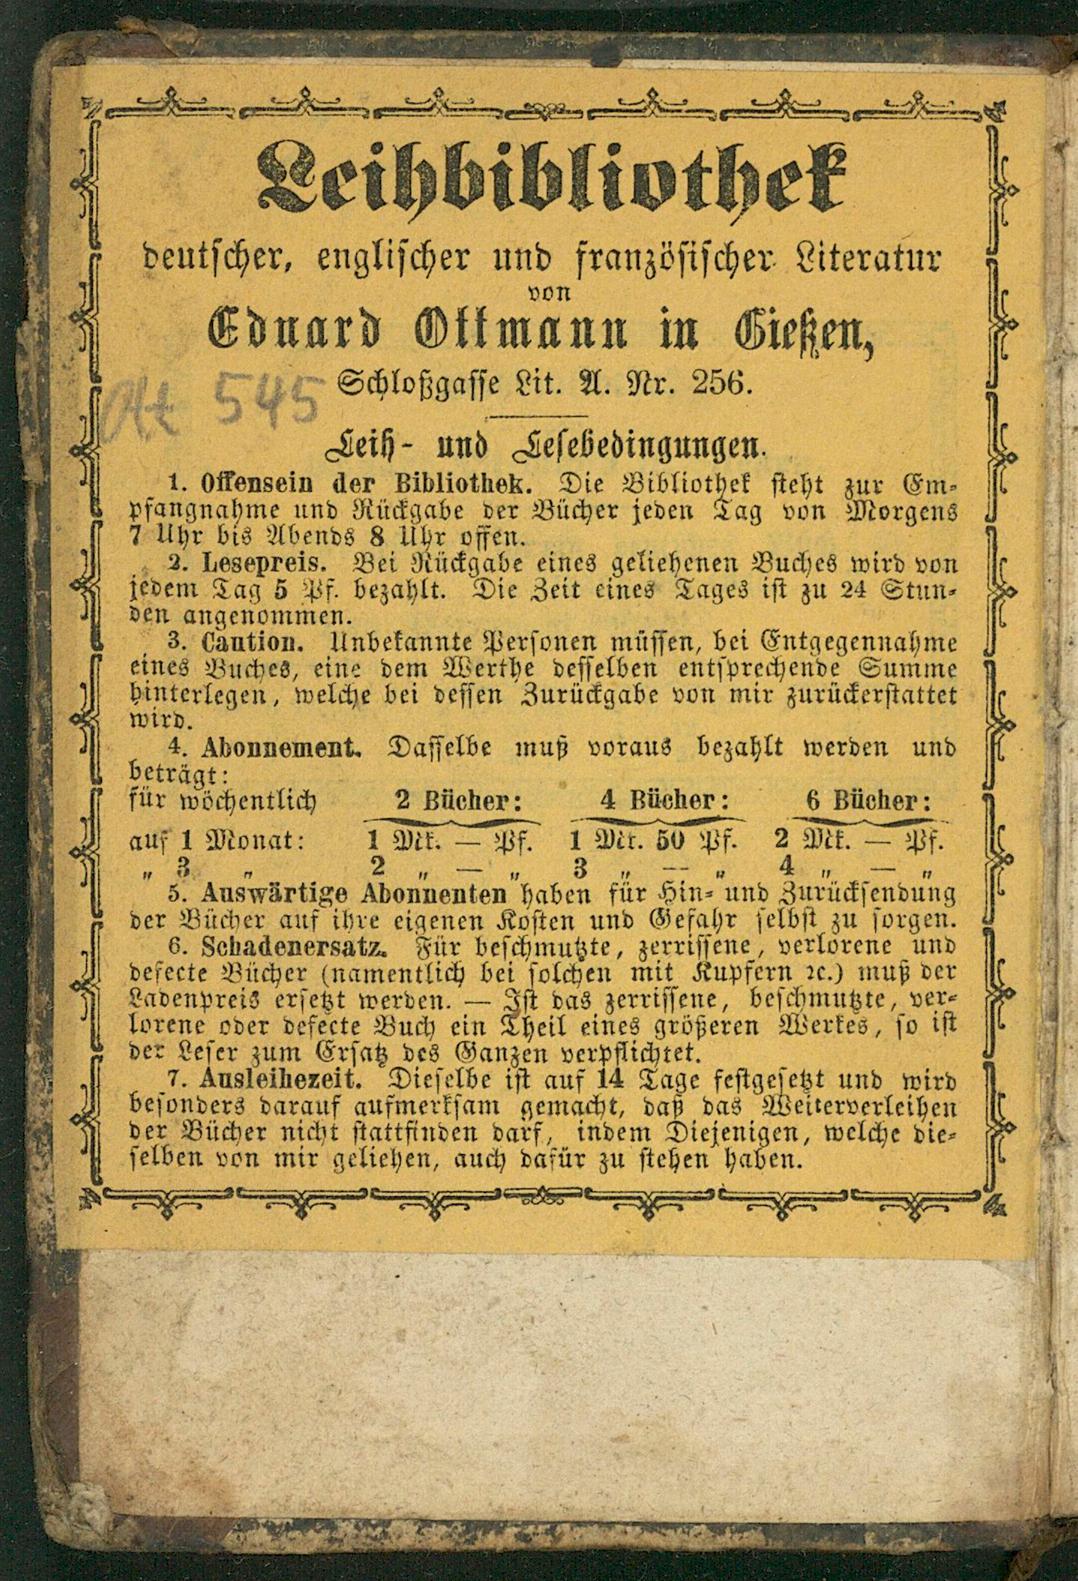 Leihbibliothek
deutscher, englischer und französischer Literatur
von
Eduard Ottmann in Gießen,
Schloßgasse Lit. A. Nr. 256.
545
Leih- und Lesebedingungen.
1. Offensein der Bibliothek. Die Bibliothek steht zur Em-
pfangnahme und Rückgabe der Bücher jeden Tag von Morgens
7 Uhr bis Abends 8 Uhr offen.
2. Lesepreis. Bei Rückgabe eines geliehenen Buches wird von
jedem Tag 5 Pf. bezahlt. Die Zeit eines Tages ist zu 24 Stun-
den angenommen.
3. Caution. Unbekannte Personen müssen, bei Entgegennahme
eines Buches, eine dem Werthe desselben entsprechende Summe
hinterlegen, welche bei dessen Zurückgabe von mir zurückerstattet
wird.
4. Abonnement. Dasselbe muß voraus bezahlt werden und
beträgt:
für wöchentlich 2 Bücher: 4 Bücher: 6 Bücher:
auf 1 Monat: 1 Mk. — Pf. 1 Mk. 50 Pf. 2 Mk. — Pf.
„ 3 „ 2 „ — „ 3 „ — „ 4 „ — „
5. Auswärtige Abonnenten haben für Hin- und Zurücksendung
der Bücher auf ihre eigenen Kosten und Gefahr selbst zu sorgen.
6. Schadenersatz. Für beschmutzte, zerrissene, verlorene und
defecte Bücher (namentlich bei solchen mit Kupfern ꝛc.) muß der
Ladenpreis ersetzt werden. — Ist das zerrissene, beschmutzte, ver-
lorene oder defecte Buch ein Theil eines größeren Werkes, so ist
der Leser zum Ersatz des Ganzen verpflichtet.
7. Ausleihezeit. Dieselbe ist auf 14 Tage festgesetzt und wird
besonders darauf aufmerksam gemacht, daß das Weiterverleihen
der Bücher nicht stattfinden darf, indem Diejenigen, welche die-
selben von mir geliehen, auch dafür zu stehen haben.